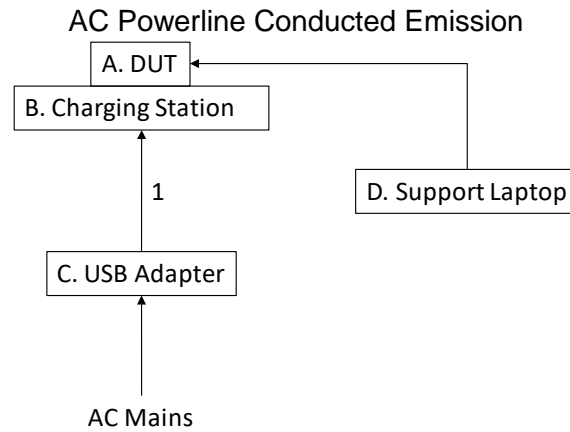 AC Powerline Conducted Emission
A. DUT
B. Charging Station
1
D. Support Laptop
C. USB Adapter
AC Mains